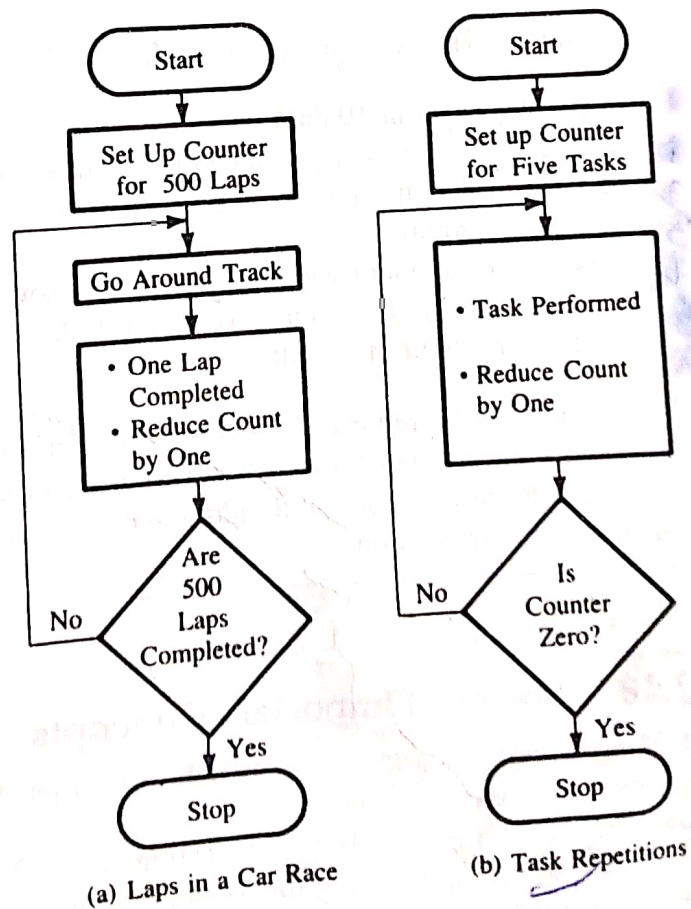 Start
Set Up Counter
for 500 Laps
Go Around Track
• One Lap
Completed
• Reduce Count
by One
Are
500
Laps
Completed?
No
Yes
Stop
(a) Laps in a Car Race
Start
Set up Counter
for Five Tasks
• Task Performed
• Reduce Count
by One
Is
Counter
Zero?
No
Yes
Stop
(b) Task Repetitions